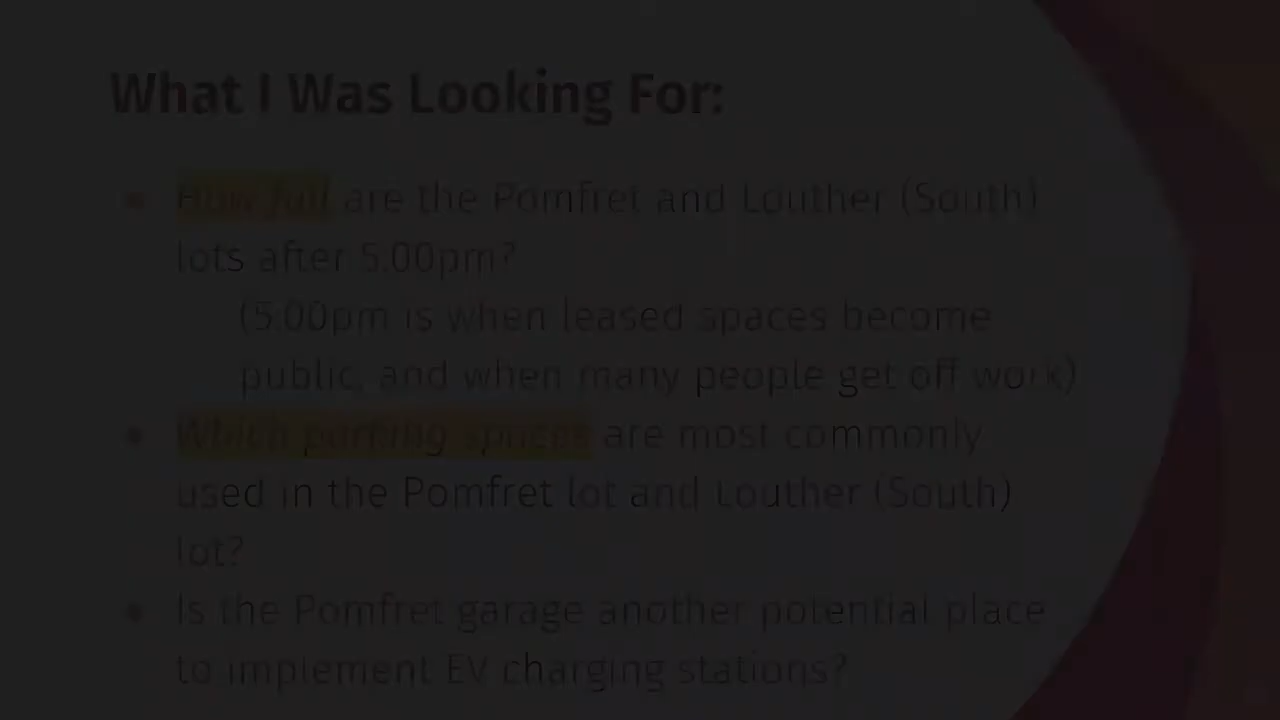 What I Was Looking For:
How full are the Pomfret and Louther (South)
lots after 5:00pm?
(5:00pm is when leased spaces become
public, and when many people get off work)
Which parking spaces are most commonly
used in the Pomfret lot and Louther (South)
lot?
Is the Pomfret garage another potential place
to implement EV charging stations?